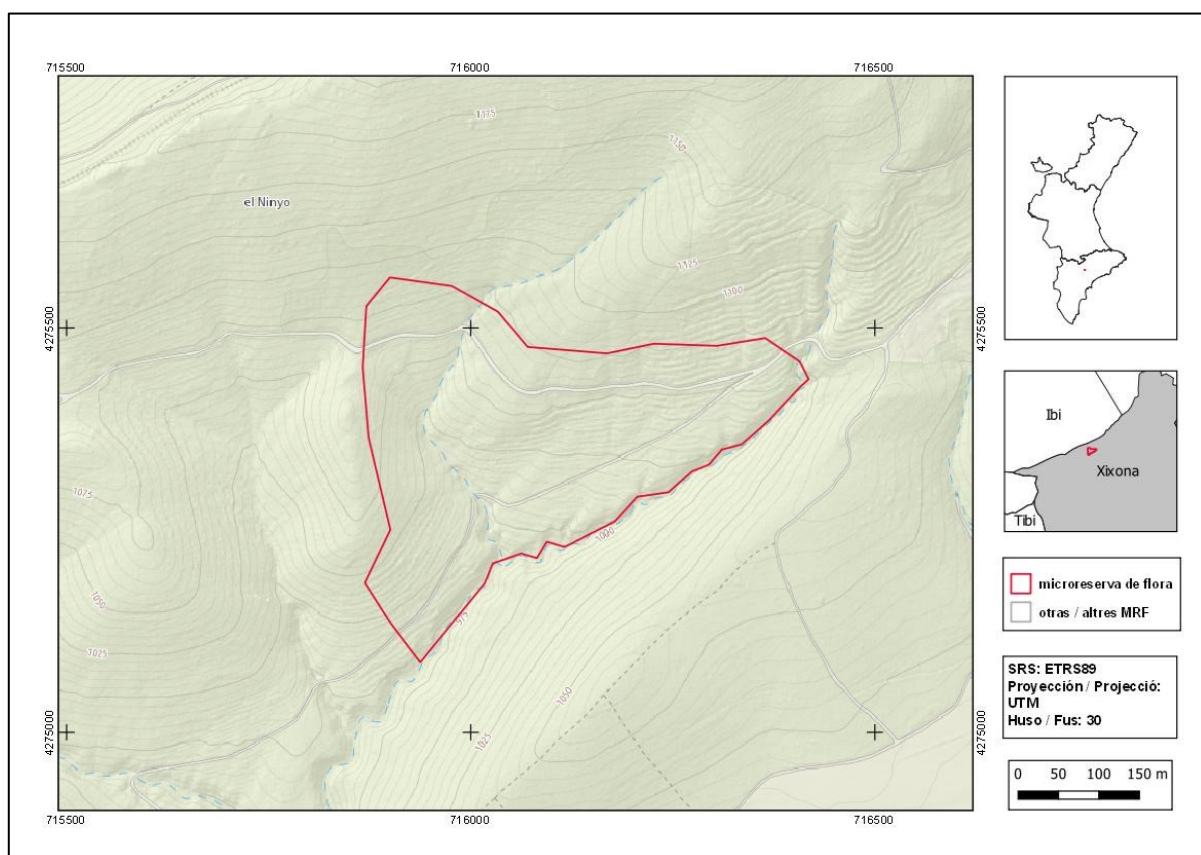 715500
716000
716500
1175
1150
el Ninyo
1125
1100
4275500
4275500
Ibi
Xixona
Tibi
1075
1000
1050
975
1025
microreserva de flora
otras / altres MRF
1050
1025
SRS: ETRS89
Proyección / Projecció:
UTM
Huso / Fus: 30
4275000
4275000
0 50 100 150 m
715500
716000
716500